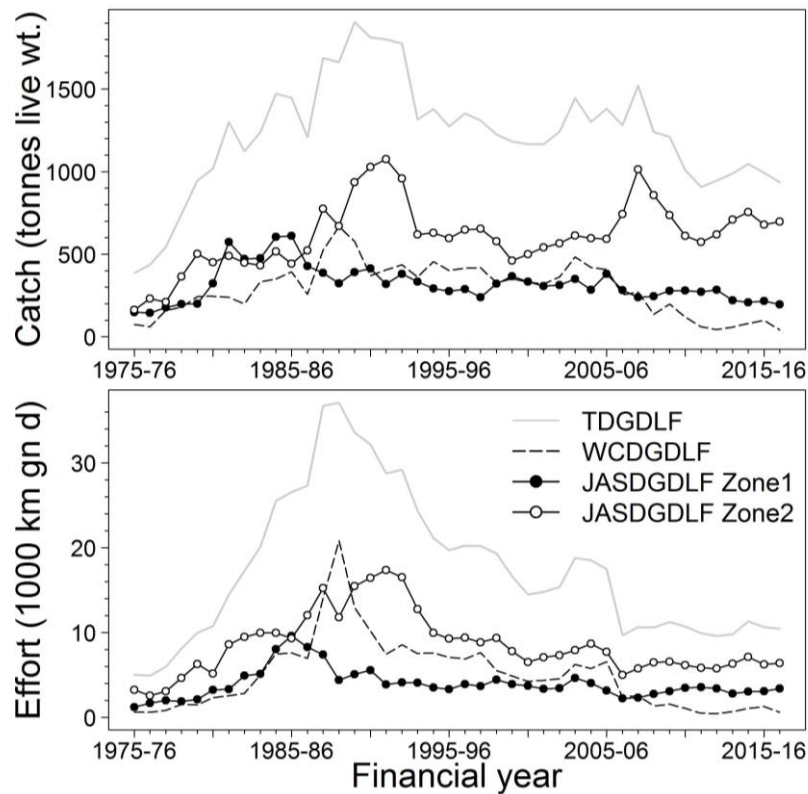 Catch (tonnes live wt.)
1500
1000
500
0
1975-76 1985-86 1995-96 2005-06 2015-16
Effort (1000 km gn d)
30
20
10
0
TDGDLF
WCDGDLF
JASDGDLF Zone1
JASDGDLF Zone2
1975-76 1985-86 1995-96 2005-06 2015-16
Financial year